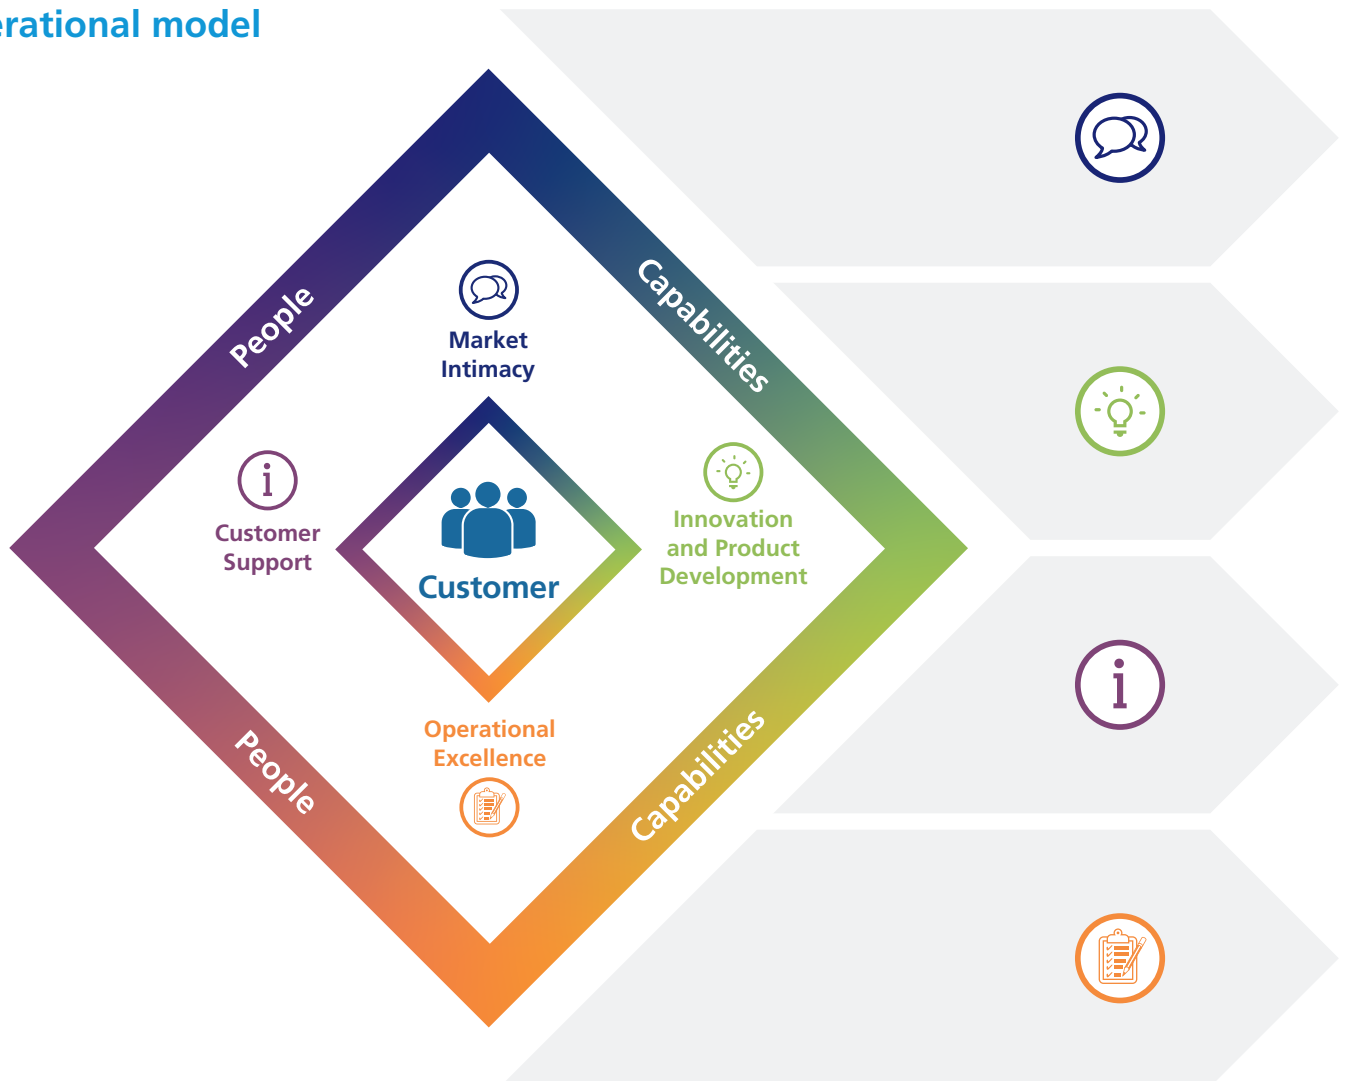 erational model
People
Capabilities
Market
Intimacy
i
Customer
Support
Customer
Innovation
and Product
Development
Operational
Excellence
People
Capabilities
i